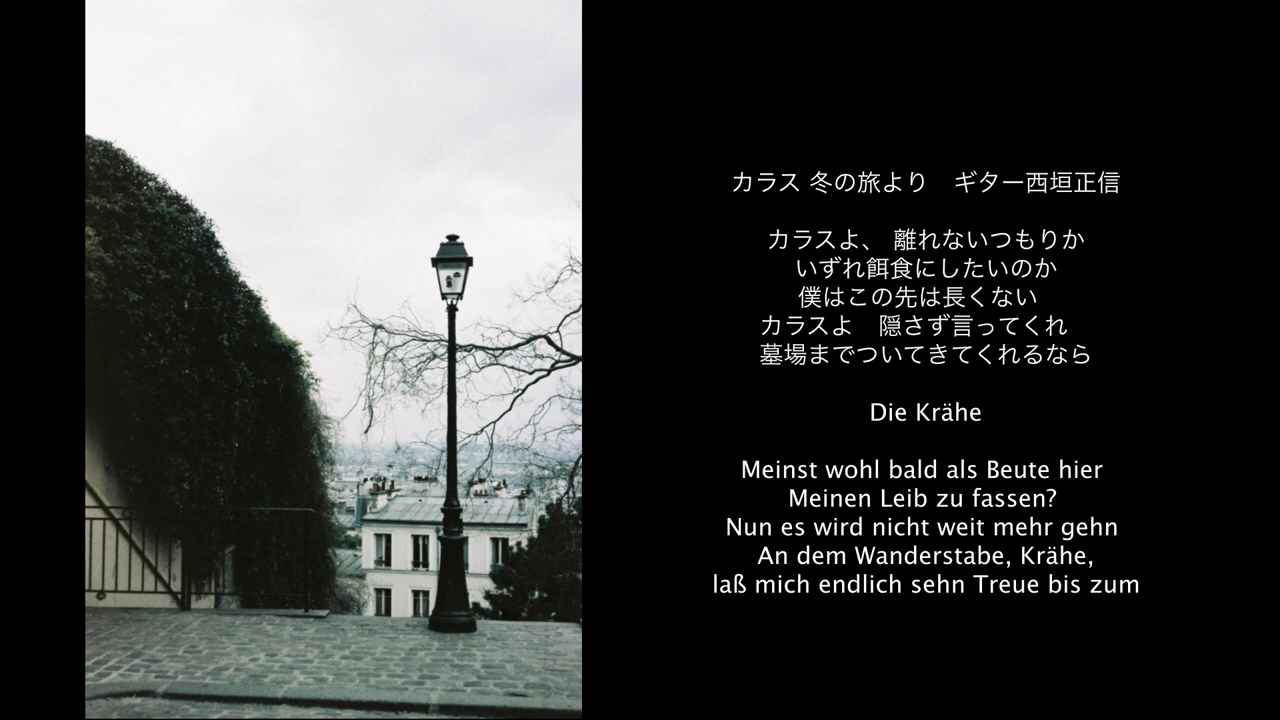 カラス 冬の旅より　ギター西垣正信
カラスよ、 離れないつもりか
いずれ餌食にしたいのか
僕はこの先は長くない
カラスよ　隠さず言ってくれ
墓場までついてきてくれるなら
Die Krähe
Meinst wohl bald als Beute hier
Meinen Leib zu fassen?
Nun es wird nicht weit mehr gehn
An dem Wanderstabe, Krähe,
laß mich endlich sehn Treue bis zum